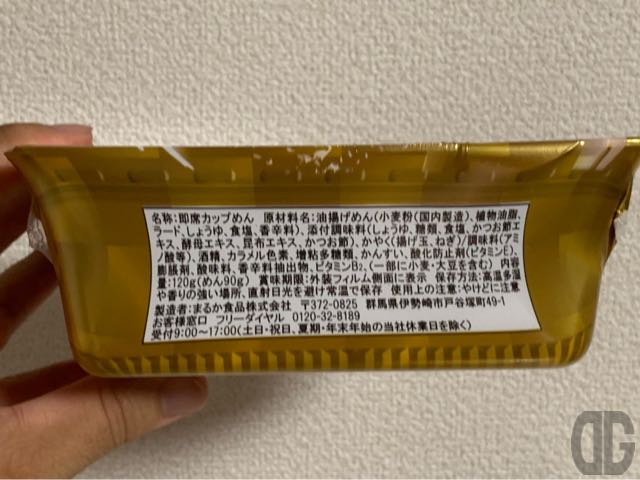 名称:即席カップめん 原材料名:油揚げめん(小麦粉(国内製造)、植物油脂、
ラード、しょうゆ、食塩、香辛料)、添付調味料(しょうゆ、糖類、食塩、かつお節エ
キス、酵母エキス、昆布エキス、かつお節)、かやく(揚げ玉、ねぎ)/調味料(アミ
ノ酸等)、酒精、カラメル色素、増粘多糖類、かんすい、酸化防止剤(ビタミンE)、
膨脹剤、酸味料、香辛料抽出物、ビタミンB2、(一部に小麦・大豆を含む) 内容
量:120g(めん90g) 賞味期限:外装フィルム側面に表示 保存方法:高温多湿
や香りの強い場所、直射日光を避け常温で保存 使用上の注意:やけどに注意
製造者:まるか食品株式会社 〒372-0825 群馬県伊勢崎市戸谷塚町49-1
お客様窓口 フリーダイヤル 0120-32-8189
受付9:00~17:00(土日・祝日、夏期・年末年始の当社休業日を除く)
DG